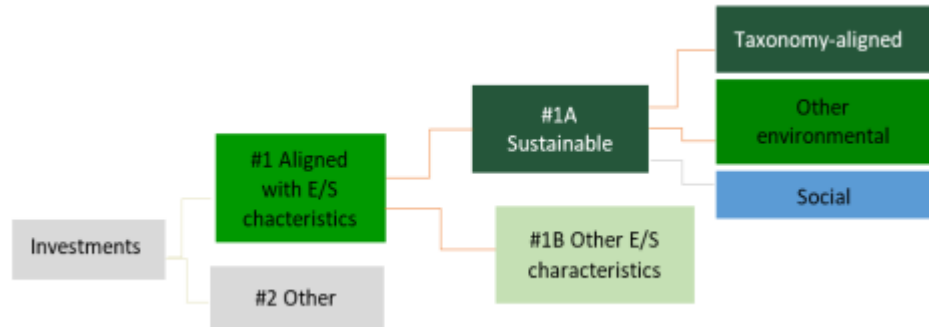 Investments
#1 Aligned
with E/S
chacteristics
#2 Other
#1A
Sustainable
#1B Other E/S
characteristics
Taxonomy-aligned
Other
environmental
Social